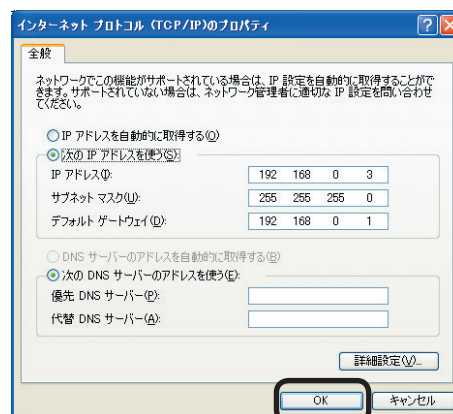 インターネット プロトコル (TCP/IP)のプロパティ
全般
ネットワークでこの機能がサポートされている場合は、IP 設定を自動的に取得することがで
きます。サポートされていない場合は、ネットワーク管理者に適切な IP 設定を問い合わせ
てください。
IP アドレスを自動的に取得する(O)
次の IP アドレスを使う(S):
IP アドレス(I): 192 168 0 3
サブネット マスク(U): 255 255 255 0
デフォルト ゲートウェイ(D): 192 168 0 1
DNS サーバーのアドレスを自動的に取得する(B)
次の DNS サーバーのアドレスを使う(E):
優先 DNS サーバー(P):
代替 DNS サーバー(A):
詳細設定(V)...
OK キャンセル